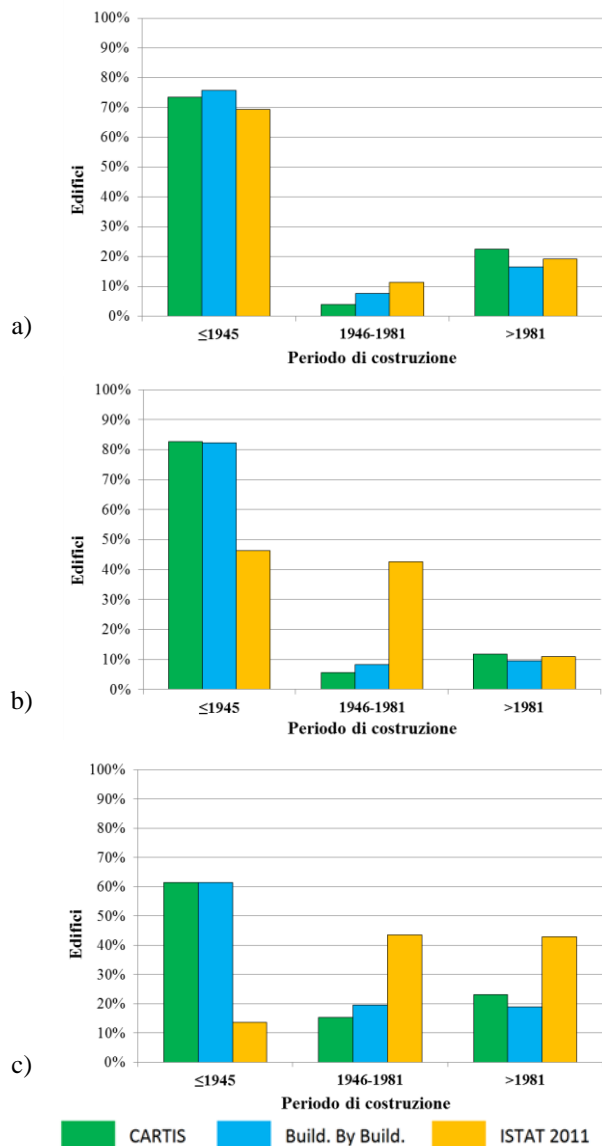 100%
90%
80%
70%
60%
50%
40%
30%
20%
10%
0%
Edifici
≤1945 1946-1981 >1981
Periodo di costruzione
a)
100%
90%
80%
70%
60%
50%
40%
30%
20%
10%
0%
Edifici
≤1945 1946-1981 >1981
Periodo di costruzione
b)
100%
90%
80%
70%
60%
50%
40%
30%
20%
10%
0%
Edifici
≤1945 1946-1981 >1981
Periodo di costruzione
c)
CARTIS Build. By Build. ISTAT 2011